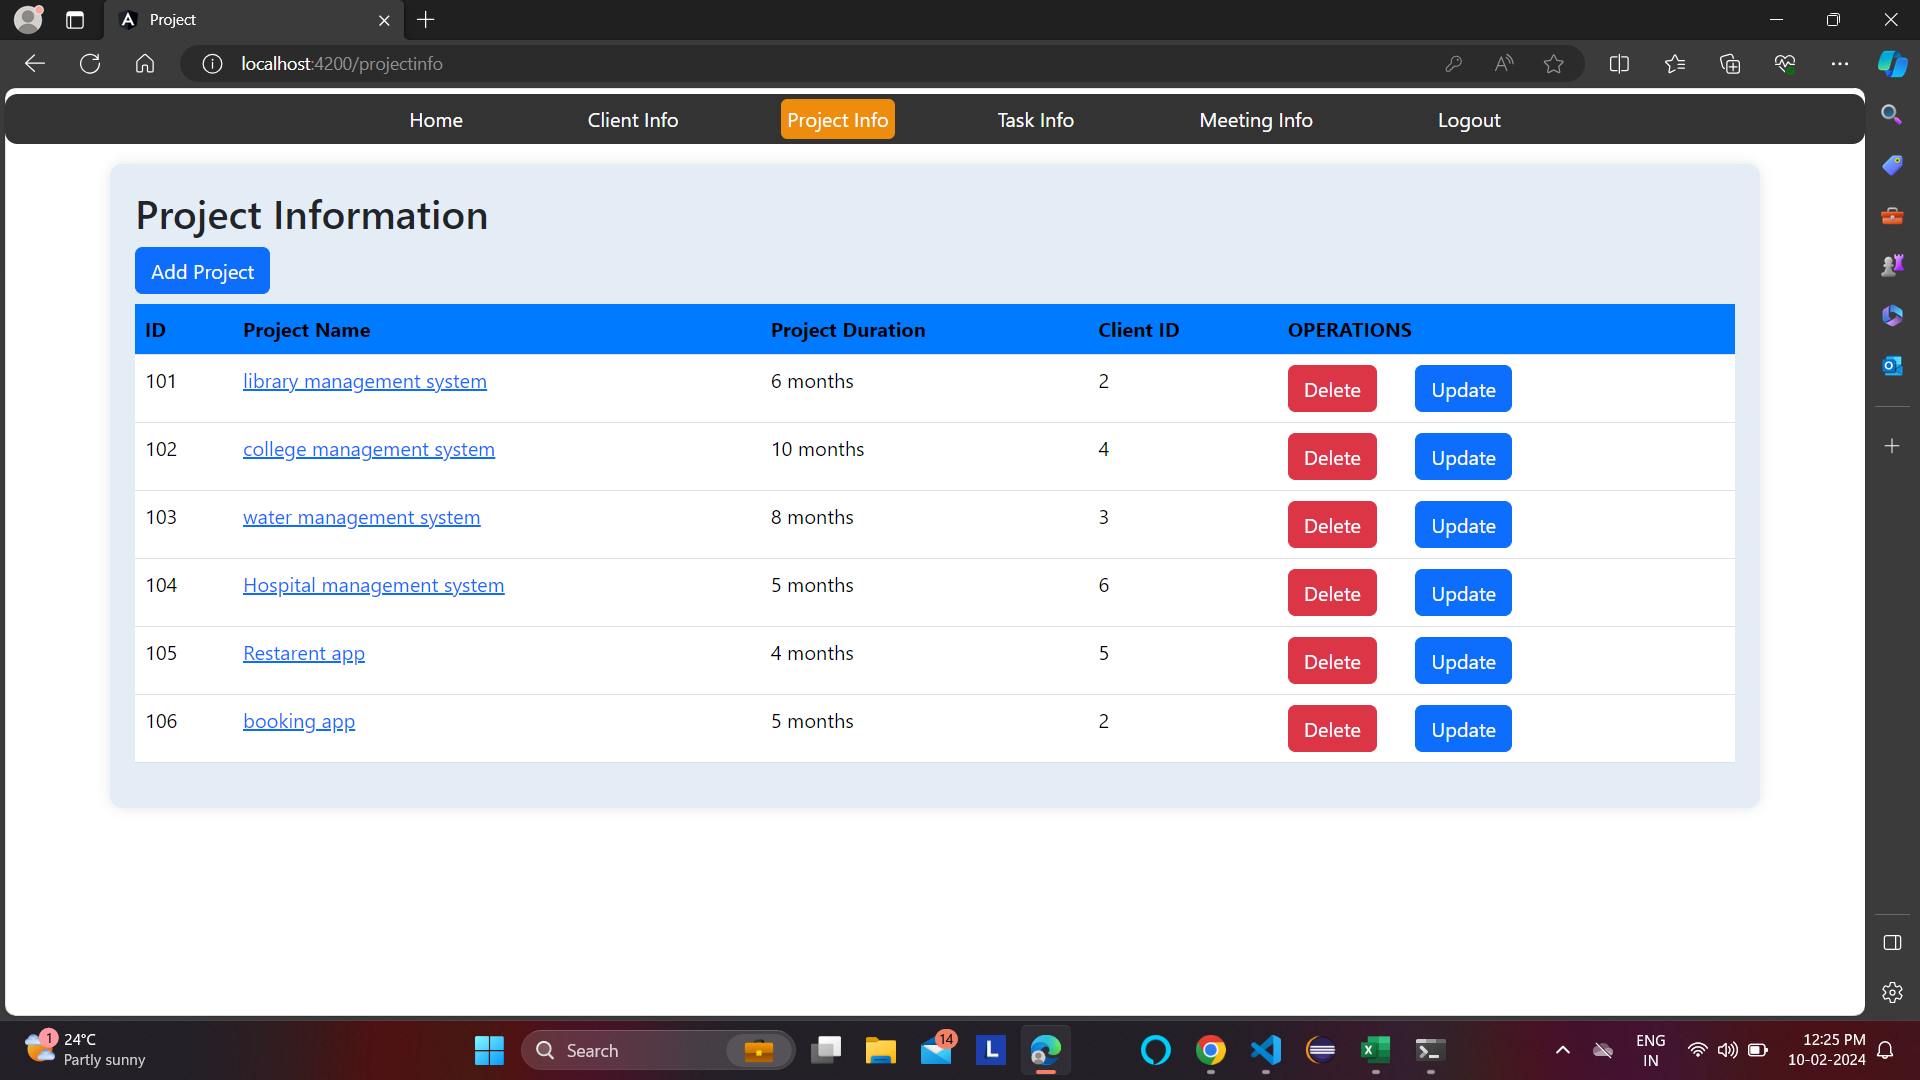 Project
localhost:4200/projectinfo
Home Client Info Project Info Task Info Meeting Info Logout
Project Information
Add Project
ID Project Name Project Duration Client ID OPERATIONS
101 library management system 6 months 2 Delete Update
102 college management system 10 months 4 Delete Update
103 water management system 8 months 3 Delete Update
104 Hospital management system 5 months 6 Delete Update
105 Restarent app 4 months 5 Delete Update
106 booking app 5 months 2 Delete Update
1 24°C
Partly sunny
Search
14
L
ENG
IN
12:25 PM
10-02-2024